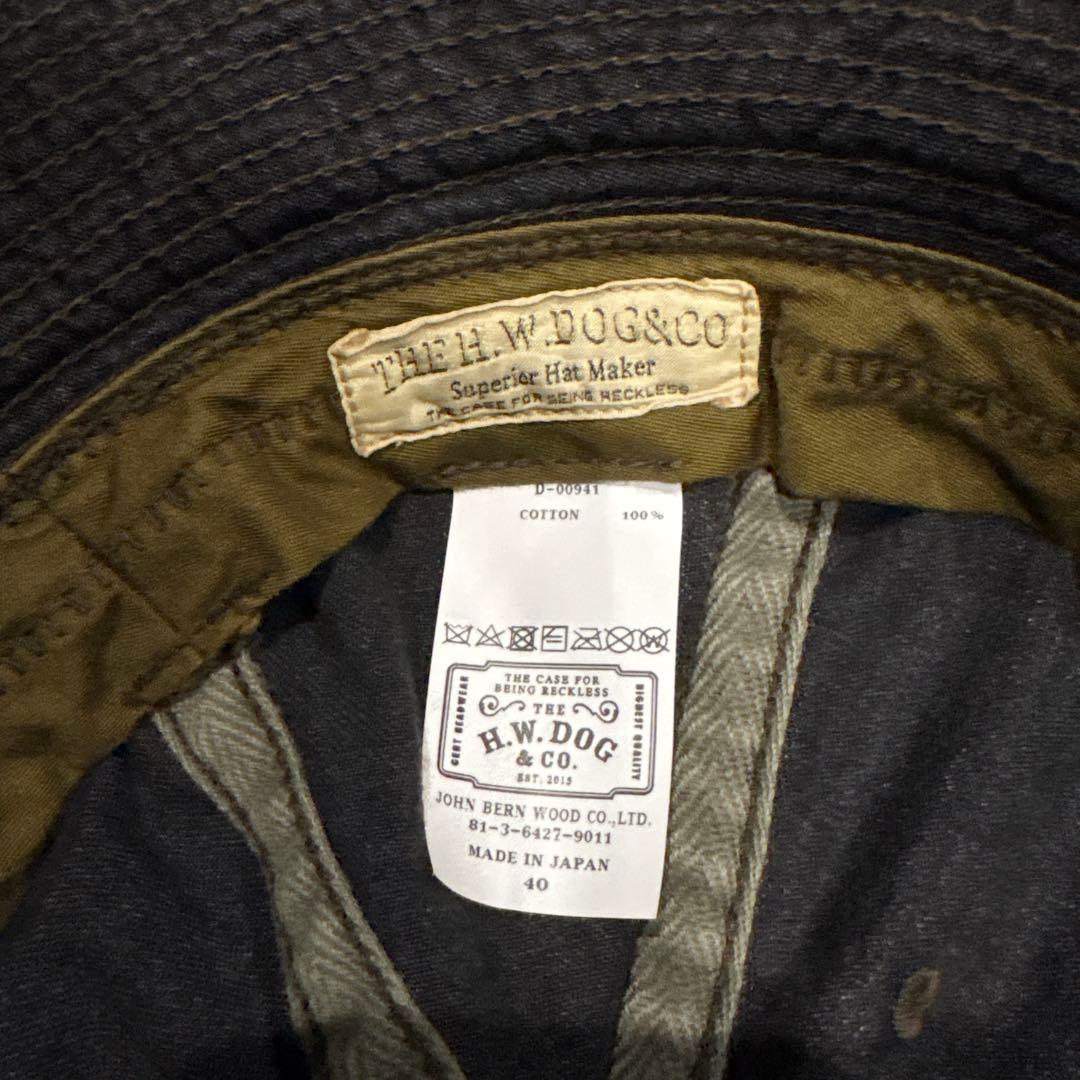 THE H.W.DOG&CO
Superior Hat Maker
THE CASE FOR BEING RECKLESS
D-00941
COTTON 100%
THE CASE FOR
BEING RECKLESS
GENT HEADWEAR
HIGHEST QUALITY
THE
H.W.DOG
& CO.
EST. 2015
JOHN BERN WOOD CO.,LTD.
81-3-6427-9011
MADE IN JAPAN
40